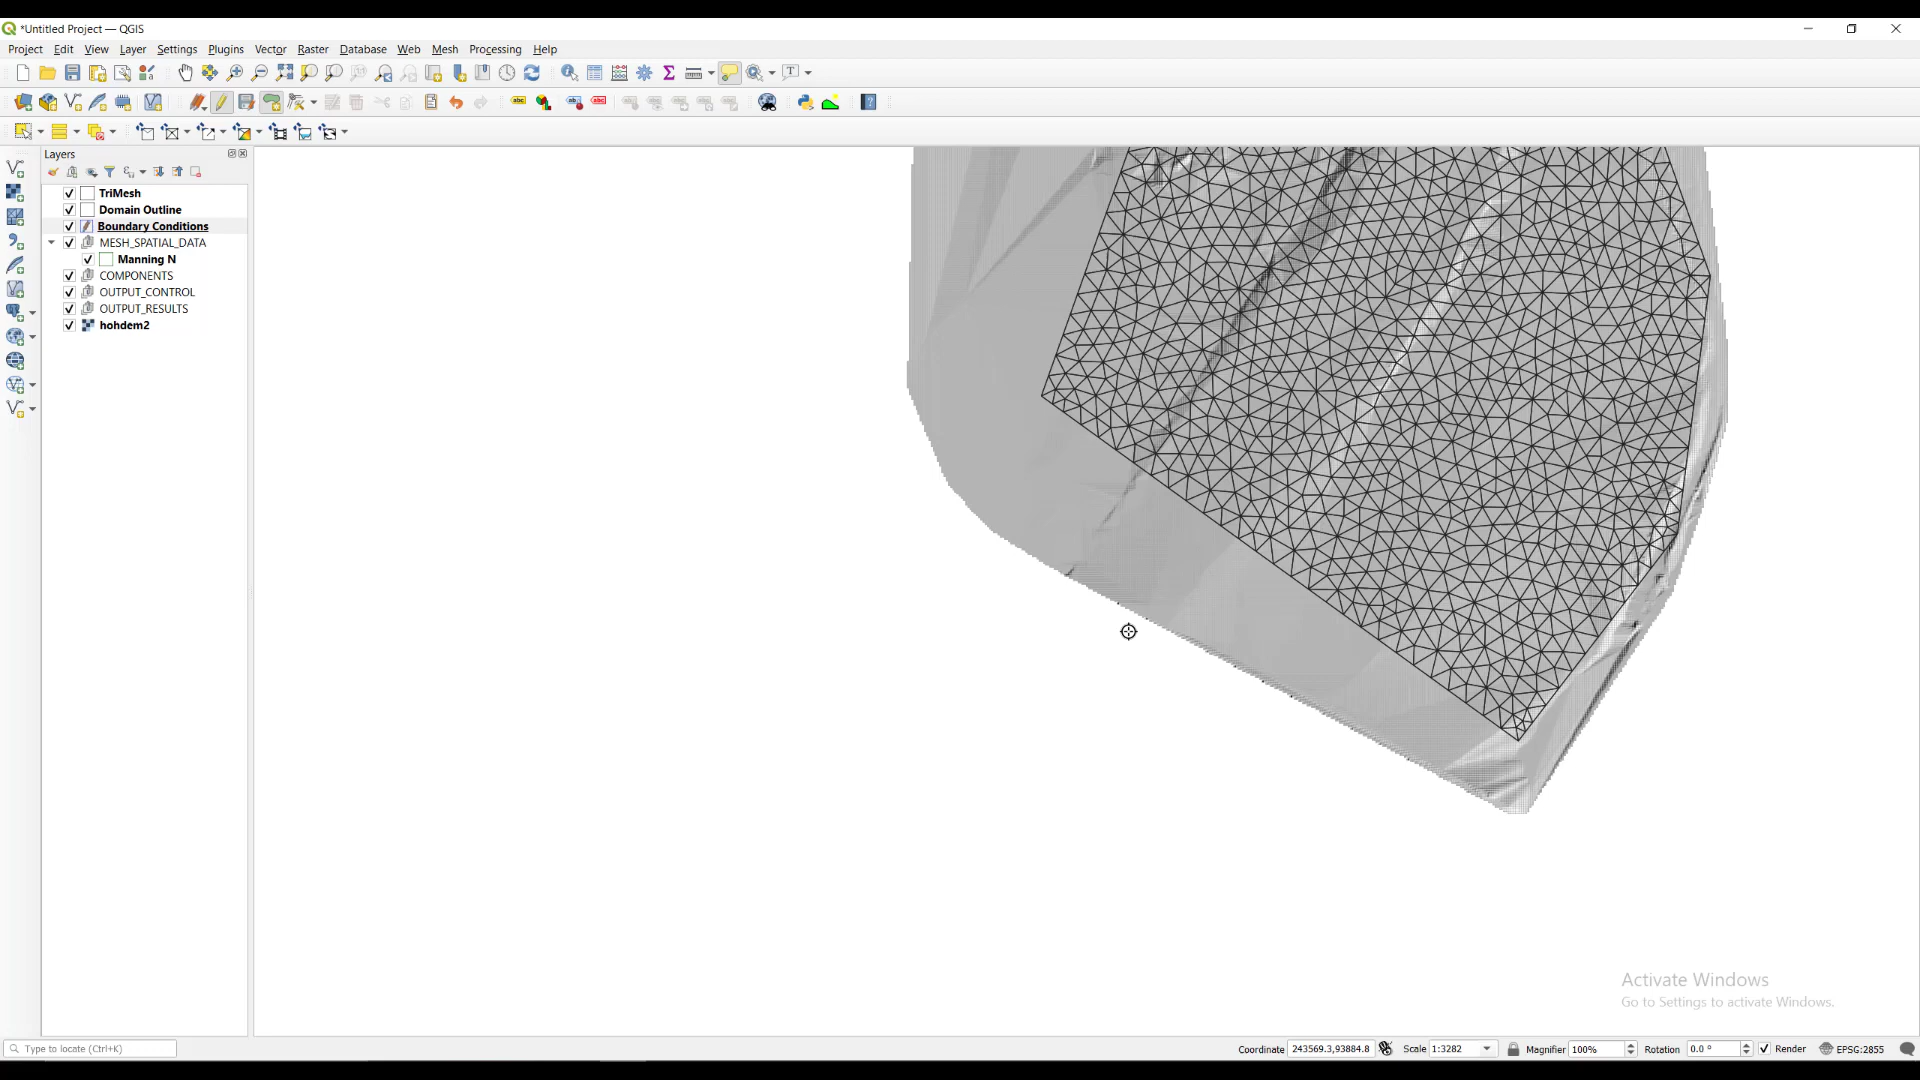 *Untitled Project — QGIS
Project Edit View Layer Settings Plugins Vector Raster Database Web Mesh Processing Help
Layers
TriMesh
Domain Outline
Boundary Conditions
MESH_SPATIAL_DATA
Manning N
COMPONENTS
OUTPUT_CONTROL
OUTPUT_RESULTS
hohdem2
Activate Windows
Go to Settings to activate Windows.
Type to locate (Ctrl+K) Coordinate 243569.3,93884.8 Scale 1:3282 Magnifier 100% Rotation 0.0 ° Render EPSG:2855